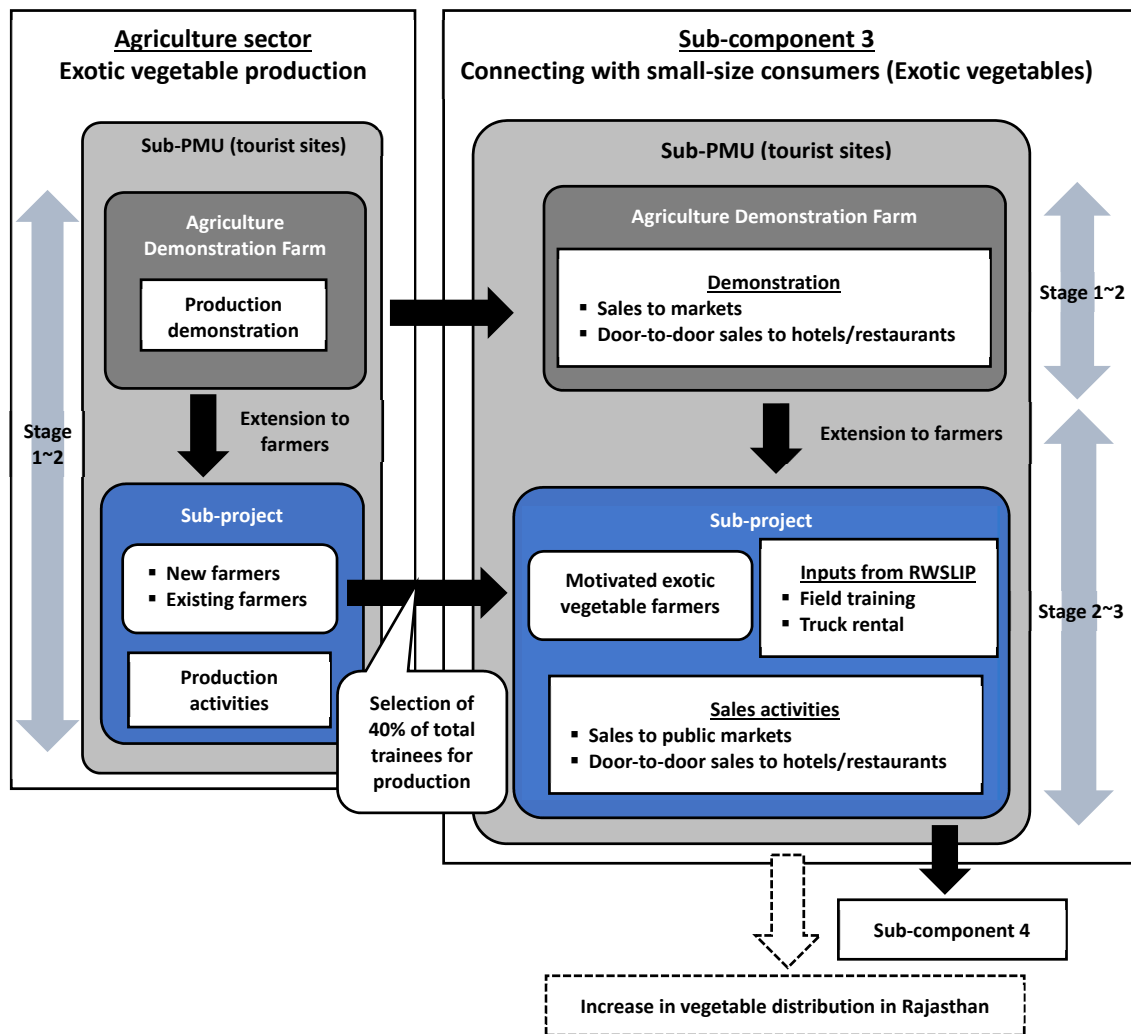 Agriculture sector
Exotic vegetable production
Sub-PMU (tourist sites)
Agriculture
Demonstration Farm
Production
demonstration
Extension to
farmers
Stage
1~2
Sub-project
▪ New farmers
▪ Existing farmers
Production
activities
Selection of
40% of total
trainees for
production
Sub-component 3
Connecting with small-size consumers (Exotic vegetables)
Sub-PMU (tourist sites)
Agriculture Demonstration Farm
Demonstration
▪ Sales to markets
▪ Door-to-door sales to hotels/restaurants
Stage 1~2
Extension to farmers
Sub-project
Motivated exotic
vegetable farmers
Inputs from RWSLIP
▪ Field training
▪ Truck rental
Stage 2~3
Sales activities
▪ Sales to public markets
▪ Door-to-door sales to hotels/restaurants
Sub-component 4
Increase in vegetable distribution in Rajasthan